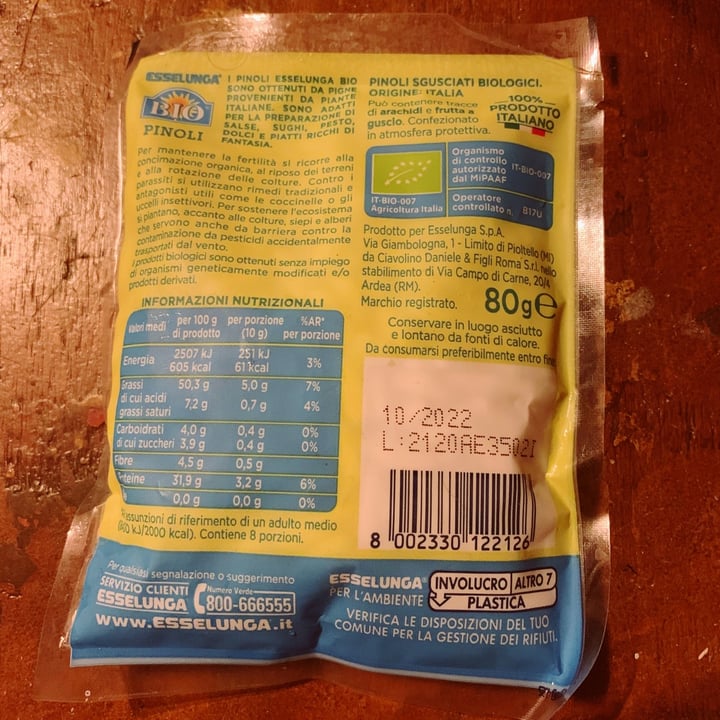 ESSELUNGA®
BIO
PINOLI
I PINOLI ESSELUNGA BIO
SONO OTTENUTI DA PIGNE
PROVENIENTI DA PIANTE
ITALIANE. SONO ADATTI
PER LA PREPARAZIONE DI
SALSE, SUGHI, PESTO,
DOLCI E PIATTI RICCHI DI
FANTASIA.
Per mantenere la fertilità si ricorre alla
concimazione organica, al riposo dei terreni
e alla rotazione delle colture. Contro i
parassiti si utilizzano rimedi tradizionali e
antagonisti utili come le coccinelle o gli
uccelli insettivori. Per sostenere l'ecosistema
si piantano, accanto alle colture, siepi e alberi
che servono anche da barriera contro la
contaminazione da pesticidi accidentalmente
trasportati dal vento.
I prodotti biologici sono ottenuti senza impiego
di organismi geneticamente modificati e/o
prodotti derivati.
INFORMAZIONI NUTRIZIONALI
Valori medi per 100 g di prodotto per porzione (10 g) %AR* per porzione
Energia 2507 kJ 251 kJ
605 kcal 61 kcal 3%
Grassi 50,3 g 5,0 g 7%
di cui acidi
grassi saturi 7,2 g 0,7 g 4%
Carboidrati 4,0 g 0,4 g 0%
di cui zuccheri 3,9 g 0,4 g 0%
Fibre 4,5 g 0,5 g
oteine 31,9 g 3,2 g 6%
0,0 g 0,0 g 0%
assunzioni di riferimento di un adulto medio
00 kJ/2000 kcal). Contiene 8 porzioni.
PINOLI SGUSCIATI BIOLOGICI.
ORIGINE: ITALIA
Può contenere tracce
di arachidi e frutta a
guscio. Confezionato
in atmosfera protettiva.
100%
PRODOTTO
ITALIANO
IT-BIO-007
Agricoltura Italia
Organismo
di controllo
autorizzato
dal MiPAAF
IT-BIO-007
Operatore
controllato n. B17U
Prodotto per Esselunga S.p.A.
Via Giambologna, 1 - Limito di Pioltello (MI)
da Ciavolino Daniele & Figli Roma S.r.l. nello
stabilimento di Via Campo di Carne, 20/4
Ardea (RM).
Marchio registrato. 80g℮
Conservare in luogo asciutto
e lontano da fonti di calore.
Da consumarsi preferibilmente entro fine
10/2022
L:2120AE3502I
8 002330 122126
Per qualsiasi segnalazione o suggerimento
SERVIZIO CLIENTI
ESSELUNGA
Numero Verde
800-666555
www.ESSELUNGA.it
ESSELUNGA®
PER L'AMBIENTE
INVOLUCRO ALTRO 7
PLASTICA
VERIFICA LE DISPOSIZIONI DEL TUO
COMUNE PER LA GESTIONE DEI RIFIUTI.